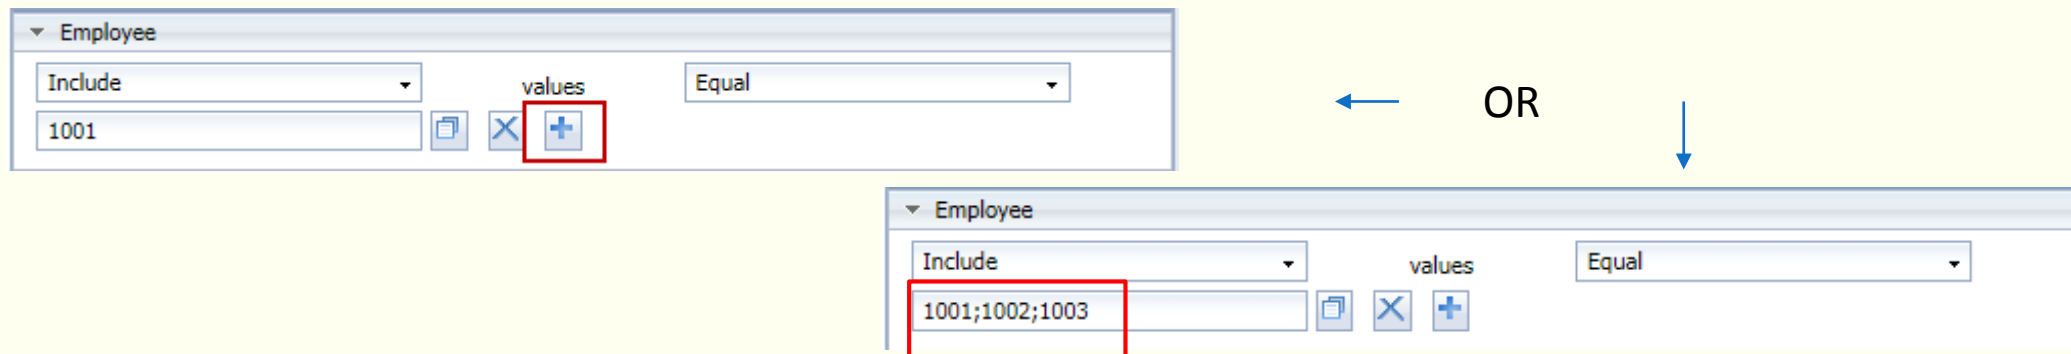 Employee
Include values Equal
1001
OR
Employee
Include values Equal
1001;1002;1003